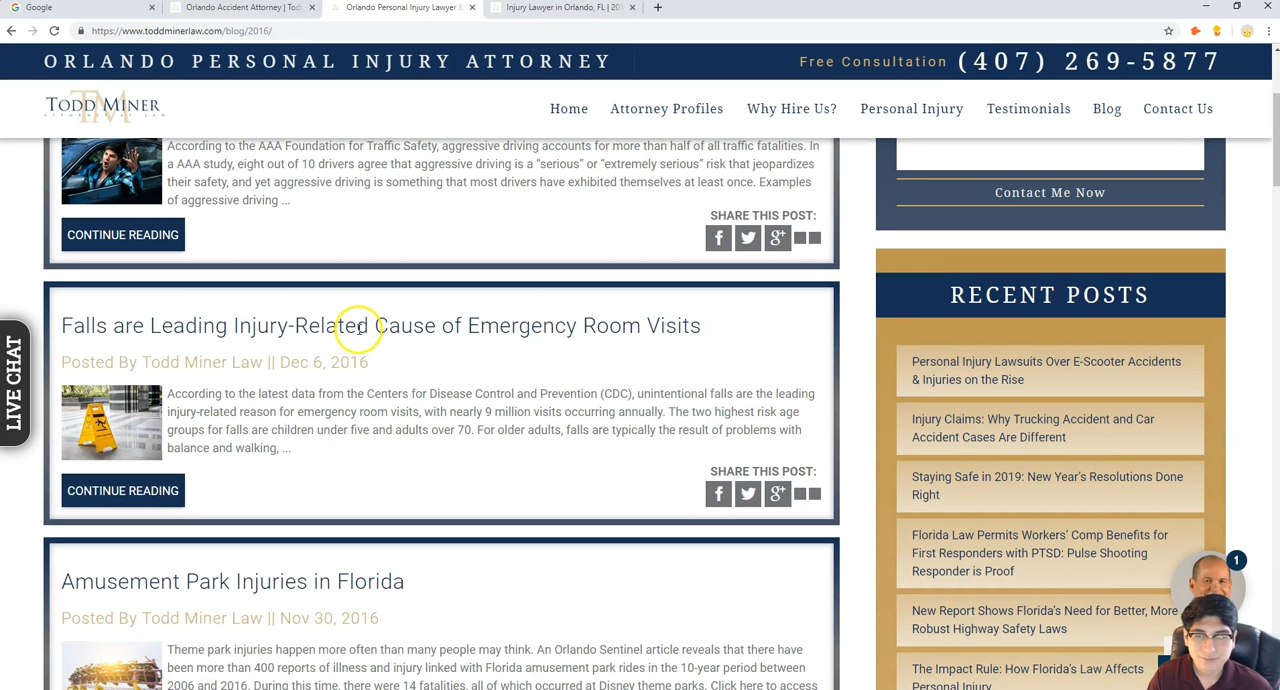 Google
Orlando Accident Attorney | Tod
Orlando Personal Injury Lawyer B
Injury Lawyer in Orlando, FL | 201
https://www.toddminerlaw.com/blog/2016/
ORLANDO PERSONAL INJURY ATTORNEY
Free Consultation (407) 269-5877
TODD MINER
ATTORNEY AT LAW
Home
Attorney Profiles
Why Hire Us?
Personal Injury
Testimonials
Blog
Contact Us
According to the AAA Foundation for Traffic Safety, aggressive driving accounts for more than half of all traffic fatalities. In
a AAA study, eight out of 10 drivers agree that aggressive driving is a “serious” or “extremely serious” risk that jeopardizes
their safety, and yet aggressive driving is something that most drivers have exhibited themselves at least once. Examples
of aggressive driving ...
CONTINUE READING
SHARE THIS POST:
Falls are Leading Injury-Related Cause of Emergency Room Visits
Posted By Todd Miner Law || Dec 6, 2016
According to the latest data from the Centers for Disease Control and Prevention (CDC), unintentional falls are the leading
injury-related reason for emergency room visits, with nearly 9 million visits occurring annually. The two highest risk age
groups for falls are children under five and adults over 70. For older adults, falls are typically the result of problems with
balance and walking, ...
CONTINUE READING
SHARE THIS POST:
Amusement Park Injuries in Florida
Posted By Todd Miner Law || Nov 30, 2016
Theme park injuries happen more often than many people may think. An Orlando Sentinel article reveals that there have
been more than 400 reports of illness and injury linked with Florida amusement park rides in the 10-year period between
2006 and 2016. During this time, there were 14 fatalities, all of which occurred at Disney theme parks. Click here to access
Contact Me Now
RECENT POSTS
Personal Injury Lawsuits Over E-Scooter Accidents
& Injuries on the Rise
Injury Claims: Why Trucking Accident and Car
Accident Cases Are Different
Staying Safe in 2019: New Year’s Resolutions Done
Right
Florida Law Permits Workers’ Comp Benefits for
First Responders with PTSD: Pulse Shooting
Responder is Proof
New Report Shows Florida’s Need for Better, More
Robust Highway Safety Laws
The Impact Rule: How Florida’s Law Affects
Personal Injury
LIVE CHAT
1